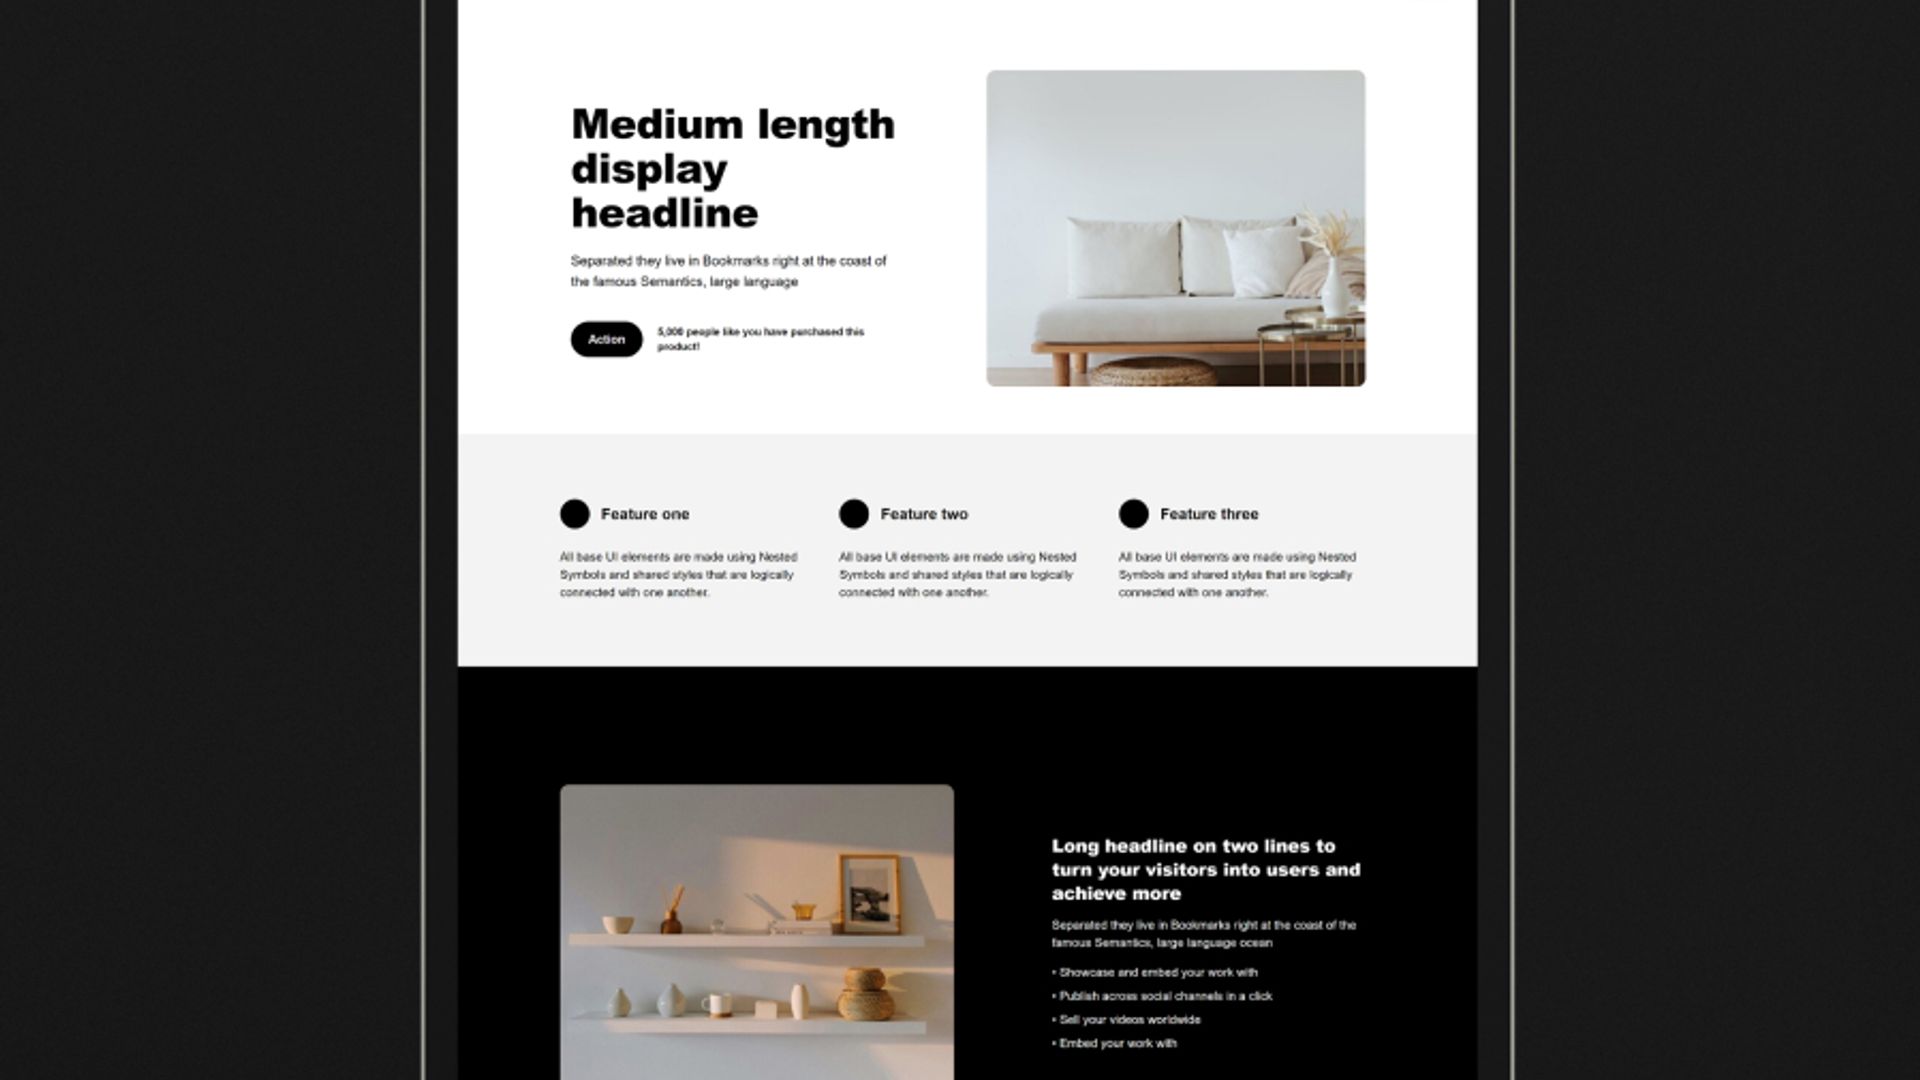 Medium length
display
headline
Separated they live in Bookmarks right at the coast of
the famous Semantics, large language
Action
5,000 people like you have purchased this
product!
Feature one
All base UI elements are made using Nested
Symbols and shared styles that are logically
connected with one another.
Feature two
All base UI elements are made using Nested
Symbols and shared styles that are logically
connected with one another.
Feature three
All base UI elements are made using Nested
Symbols and shared styles that are logically
connected with one another.
Long headline on two lines to
turn your visitors into users and
achieve more
Separated they live in Bookmarks right at the coast of the
famous Semantics, large language ocean
• Showcase and embed your work with
• Publish across social channels in a click
• Sell your videos worldwide
• Embed your work with